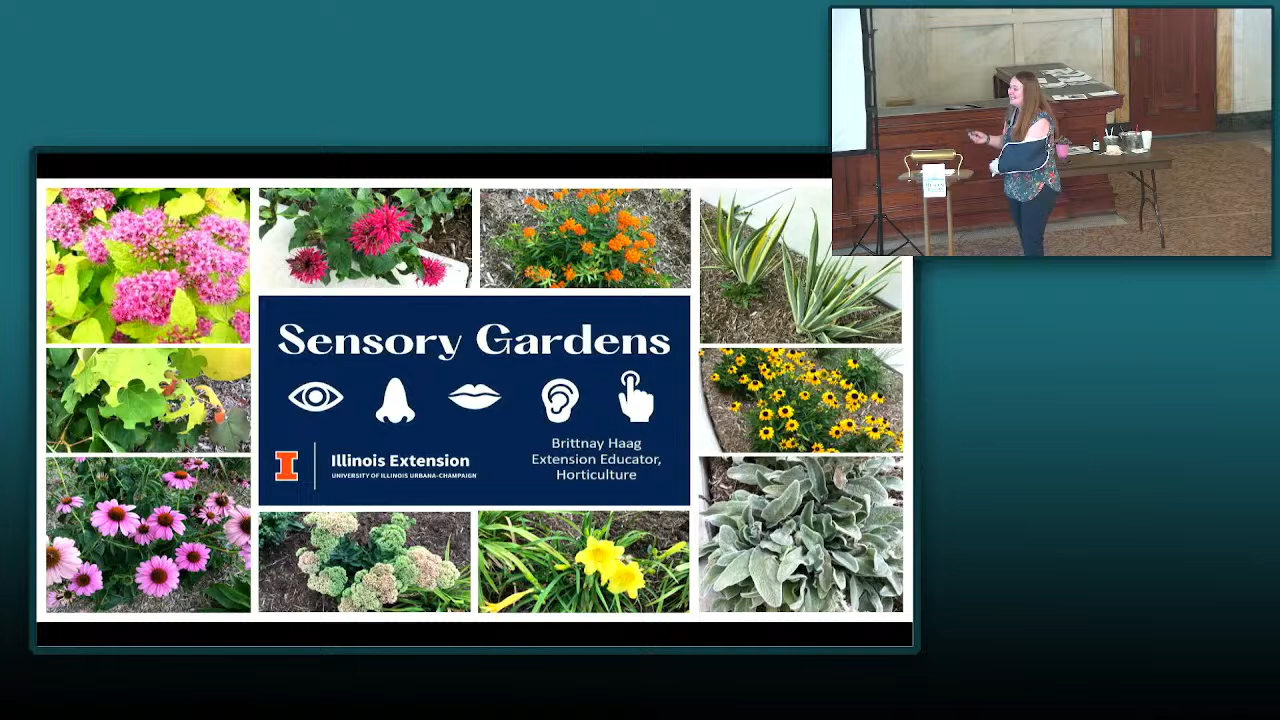 Sensory Gardens
Illinois Extension
UNIVERSITY OF ILLINOIS URBANA-CHAMPAIGN
Brittnay Haag
Extension Educator,
Horticulture